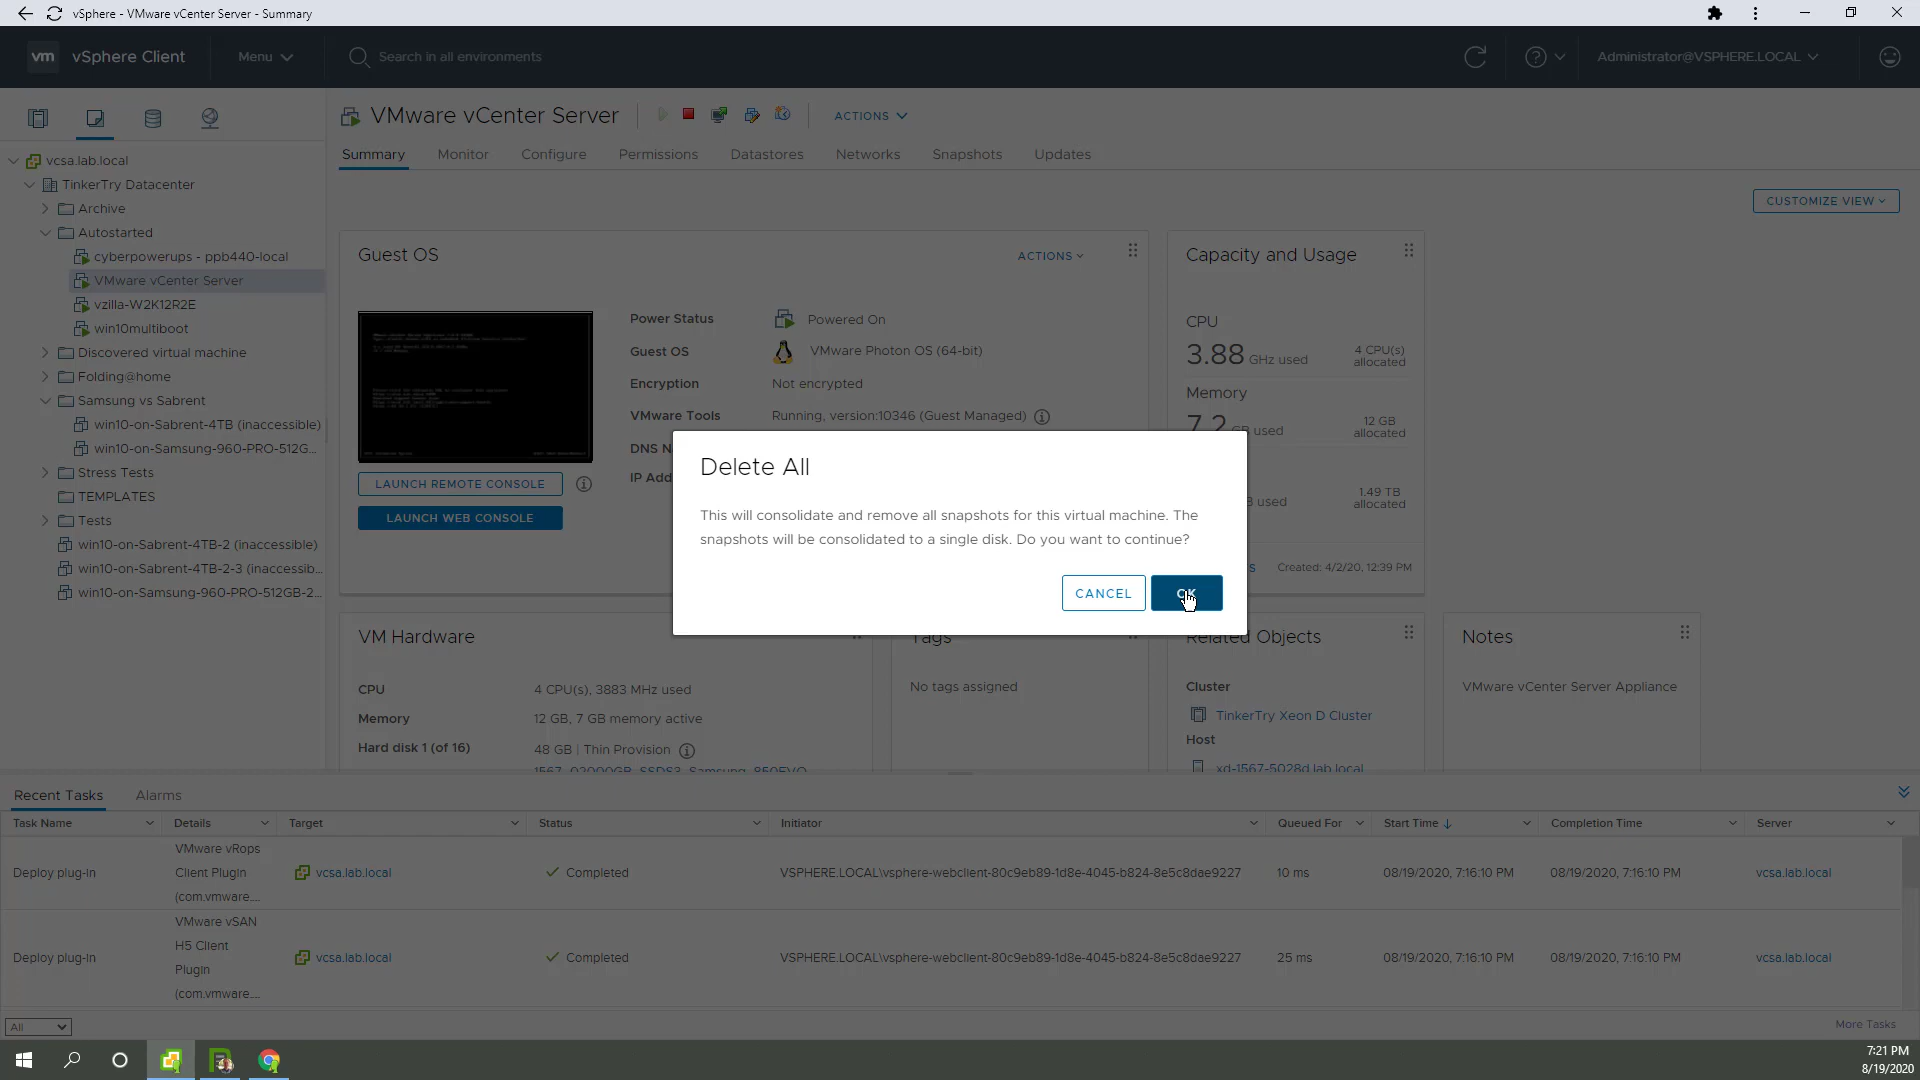 vSphere - VMware vCenter Server - Summary
vm vSphere Client Menu Search in all environments Administrator@VSPHERE.LOCAL
VMware vCenter Server ACTIONS
Summary Monitor Configure Permissions Datastores Networks Snapshots Updates
CUSTOMIZE VIEW
vcsa.lab.local
TinkerTry Datacenter
Archive
Autostarted
cyberpowerups - ppb440-local
VMware vCenter Server
vzilla-W2K12R2E
win10multiboot
Discovered virtual machine
Folding@home
Samsung vs Sabrent
win10-on-Sabrent-4TB (inaccessible)
win10-on-Samsung-960-PRO-512G...
Stress Tests
TEMPLATES
Tests
win10-on-Sabrent-4TB-2 (inaccessible)
win10-on-Sabrent-4TB-2-3 (inaccessib...
win10-on-Samsung-960-PRO-512GB-2...
Guest OS ACTIONS
LAUNCH REMOTE CONSOLE
LAUNCH WEB CONSOLE
Power Status Powered On
Guest OS VMware Photon OS (64-bit)
Encryption Not encrypted
VMware Tools Running, version:10346 (Guest Managed)
DNS N
IP Add
Capacity and Usage
CPU
3.88 GHz used 4 CPU(s) allocated
Memory
7.2 GB used 12 GB allocated
B used 1.49 TB allocated
S Created: 4/2/20, 12:39 PM
Delete All
This will consolidate and remove all snapshots for this virtual machine. The
snapshots will be consolidated to a single disk. Do you want to continue?
CANCEL OK
VM Hardware
CPU 4 CPU(s), 3883 MHz used
Memory 12 GB, 7 GB memory active
Hard disk 1 (of 16) 48 GB | Thin Provision
1567_02000GB_SSDS3_Samsung_850EVO
Tags
No tags assigned
Related Objects
Cluster
TinkerTry Xeon D Cluster
Host
xd-1567-5028d.lab.local
Notes
VMware vCenter Server Appliance
Recent Tasks Alarms
Task Name Details Target Status Initiator Queued For Start Time Completion Time Server
Deploy plug-in VMware vRops Client Plugin (com.vmware.... vcsa.lab.local Completed VSPHERE.LOCAL\vsphere-webclient-80c9eb89-1d8e-4045-b824-8e5c8dae9227 10 ms 08/19/2020, 7:16:10 PM 08/19/2020, 7:16:10 PM vcsa.lab.local
Deploy plug-in VMware vSAN H5 Client Plugin (com.vmware.... vcsa.lab.local Completed VSPHERE.LOCAL\vsphere-webclient-80c9eb89-1d8e-4045-b824-8e5c8dae9227 25 ms 08/19/2020, 7:16:10 PM 08/19/2020, 7:16:10 PM vcsa.lab.local
All More Tasks
7:21 PM
8/19/2020